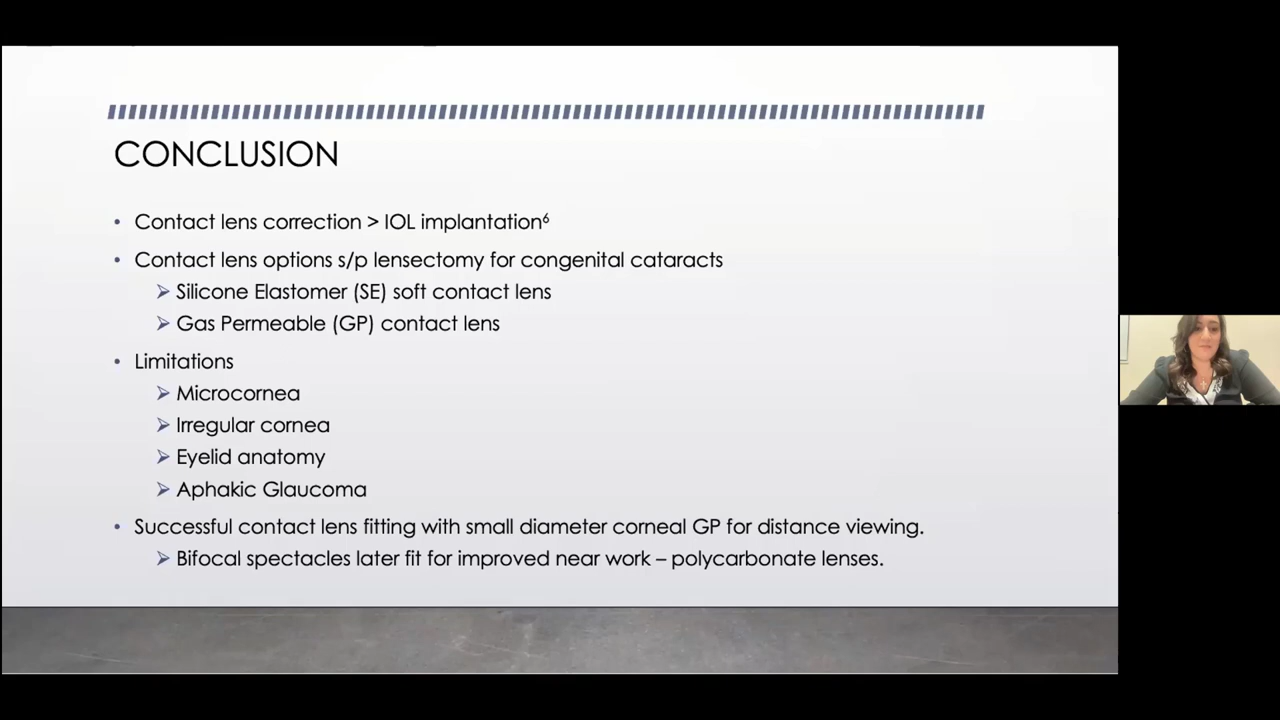 CONCLUSION
• Contact lens correction > IOL implantation⁶
• Contact lens options s/p lensectomy for congenital cataracts
➢ Silicone Elastomer (SE) soft contact lens
➢ Gas Permeable (GP) contact lens
• Limitations
➢ Microcornea
➢ Irregular cornea
➢ Eyelid anatomy
➢ Aphakic Glaucoma
• Successful contact lens fitting with small diameter corneal GP for distance viewing.
➢ Bifocal spectacles later fit for improved near work – polycarbonate lenses.